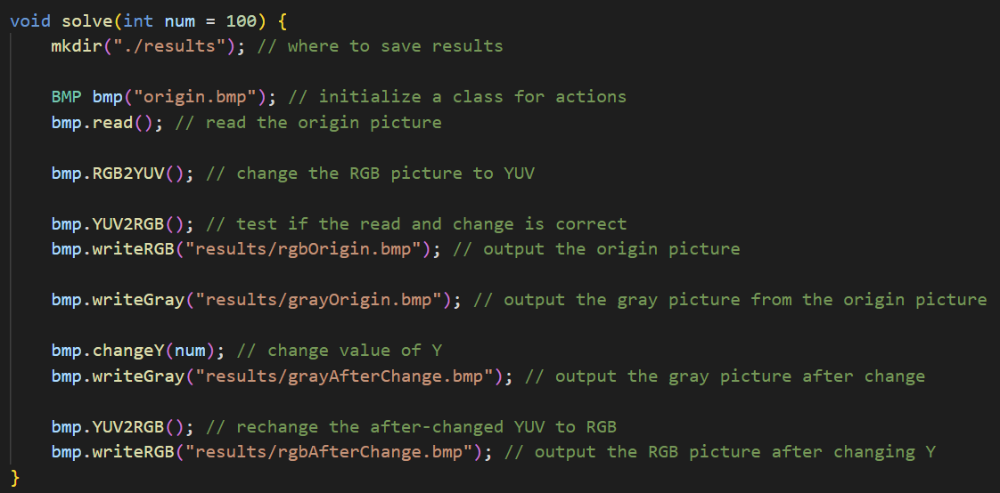 void solve(int num = 100) {
    mkdir("./results"); // where to save results
    BMP bmp("origin.bmp"); // initialize a class for actions
    bmp.read(); // read the origin picture
    bmp.RGB2YUV(); // change the RGB picture to YUV
    bmp.YUV2RGB(); // test if the read and change is correct
    bmp.writeRGB("results/rgbOrigin.bmp"); // output the origin picture
    bmp.writeGray("results/grayOrigin.bmp"); // output the gray picture from the origin picture
    bmp.changeY(num); // change value of Y
    bmp.writeGray("results/grayAfterChange.bmp"); // output the gray picture after change
    bmp.YUV2RGB(); // rechange the after-changed YUV to RGB
    bmp.writeRGB("results/rgbAfterChange.bmp"); // output the RGB picture after changing Y
}